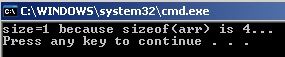 C:\WINDOWS\system32\cmd.exe
size=1 because sizeof(arr) is 4...
Press any key to continue . . .